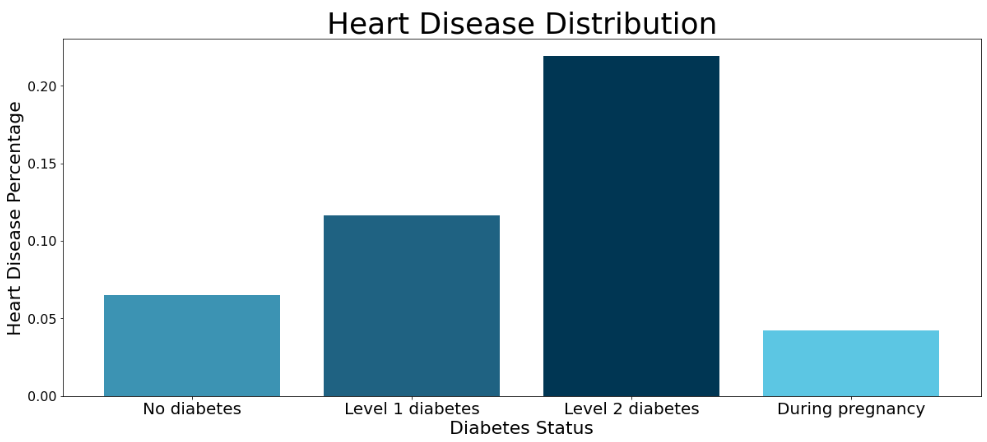 Heart Disease Distribution
Heart Disease Percentage
0.20
0.15
0.10
0.05
0.00
No diabetes
Level 1 diabetes
Level 2 diabetes
During pregnancy
Diabetes Status